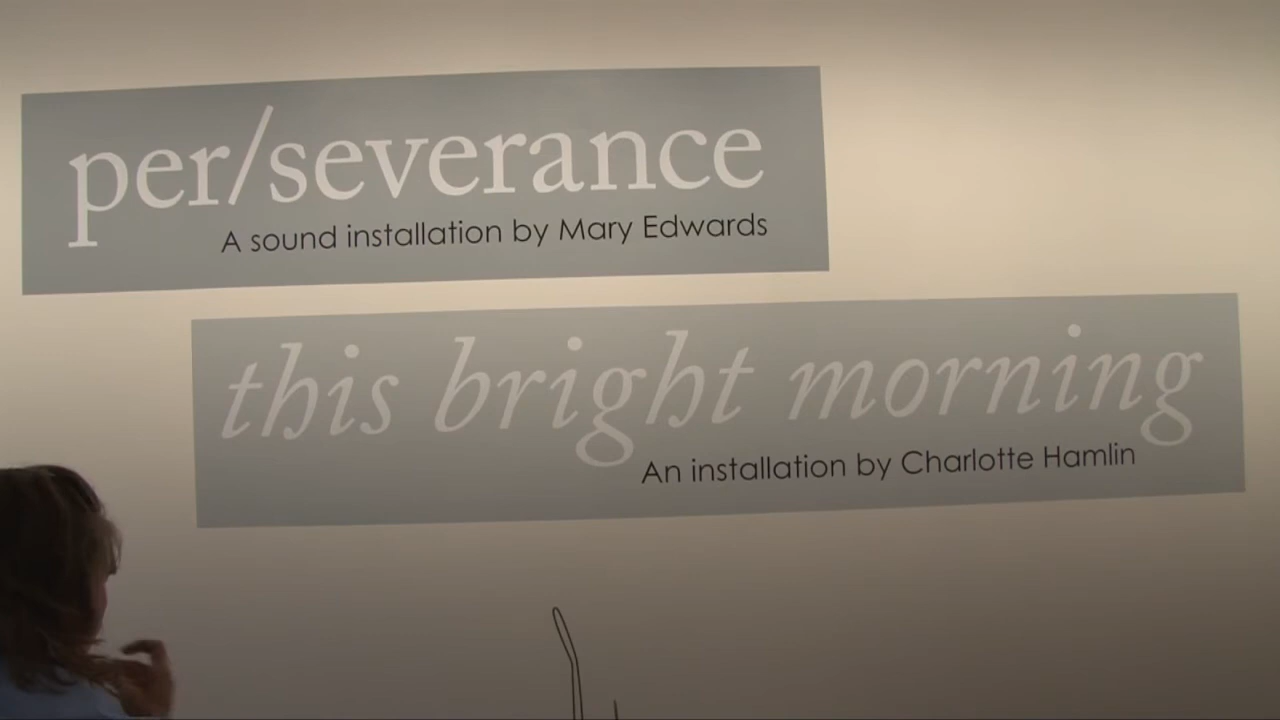 per/severance
A sound installation by Mary Edwards
this bright morning
An installation by Charlotte Hamlin